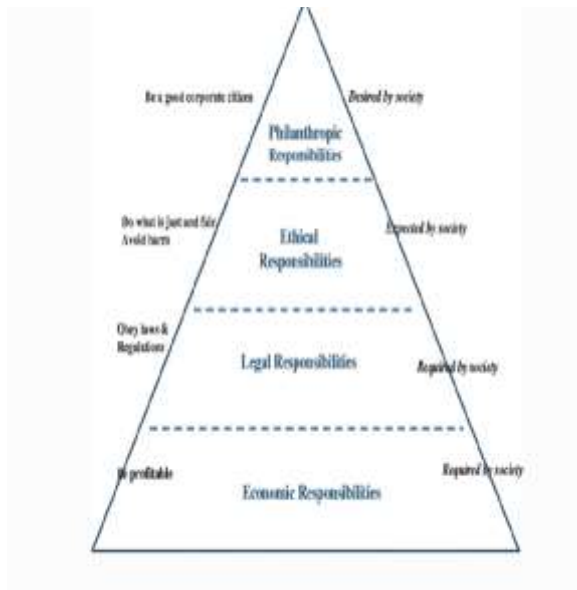 Be a good corporate citizen
Desired by society
Philanthropic
Responsibilities
Do what is just and fair,
Avoid harm
Expected by society
Ethical
Responsibilities
Obey laws &
Regulations
Legal Responsibilities
Required by society
Be profitable
Required by society
Economic Responsibilities